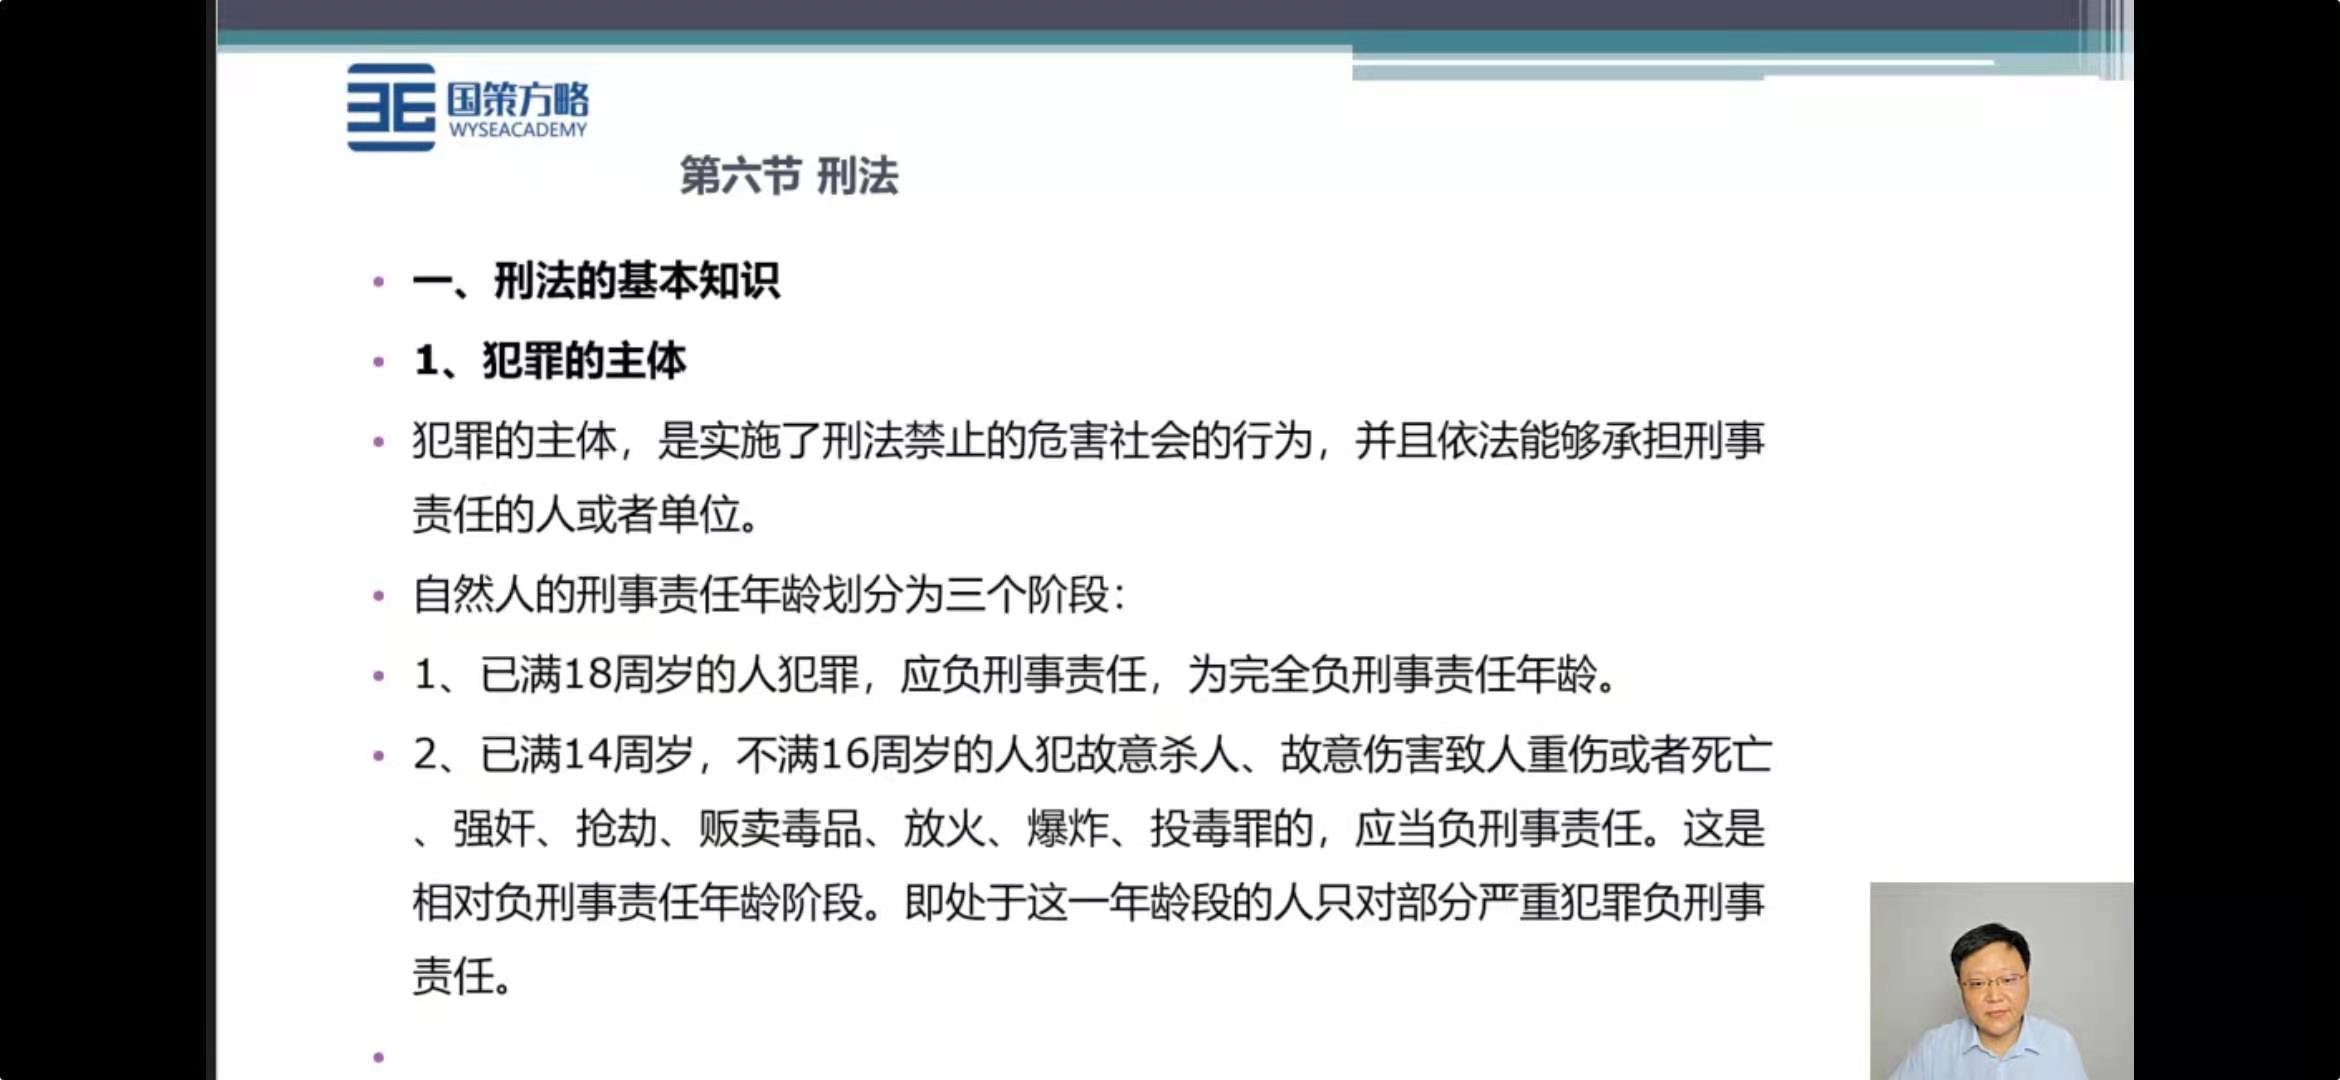 国策方略
WYSEACADEMY
第六节 刑法
一、刑法的基本知识
1、犯罪的主体
犯罪的主体，是实施了刑法禁止的危害社会的行为，并且依法能够承担刑事
责任的人或者单位。
自然人的刑事责任年龄划分为三个阶段：
1、已满18周岁的人犯罪，应负刑事责任，为完全负刑事责任年龄。
2、已满14周岁，不满16周岁的人犯故意杀人、故意伤害致人重伤或者死亡
、强奸、抢劫、贩卖毒品、放火、爆炸、投毒罪的，应当负刑事责任。这是
相对负刑事责任年龄阶段。即处于这一年龄段的人只对部分严重犯罪负刑事
责任。